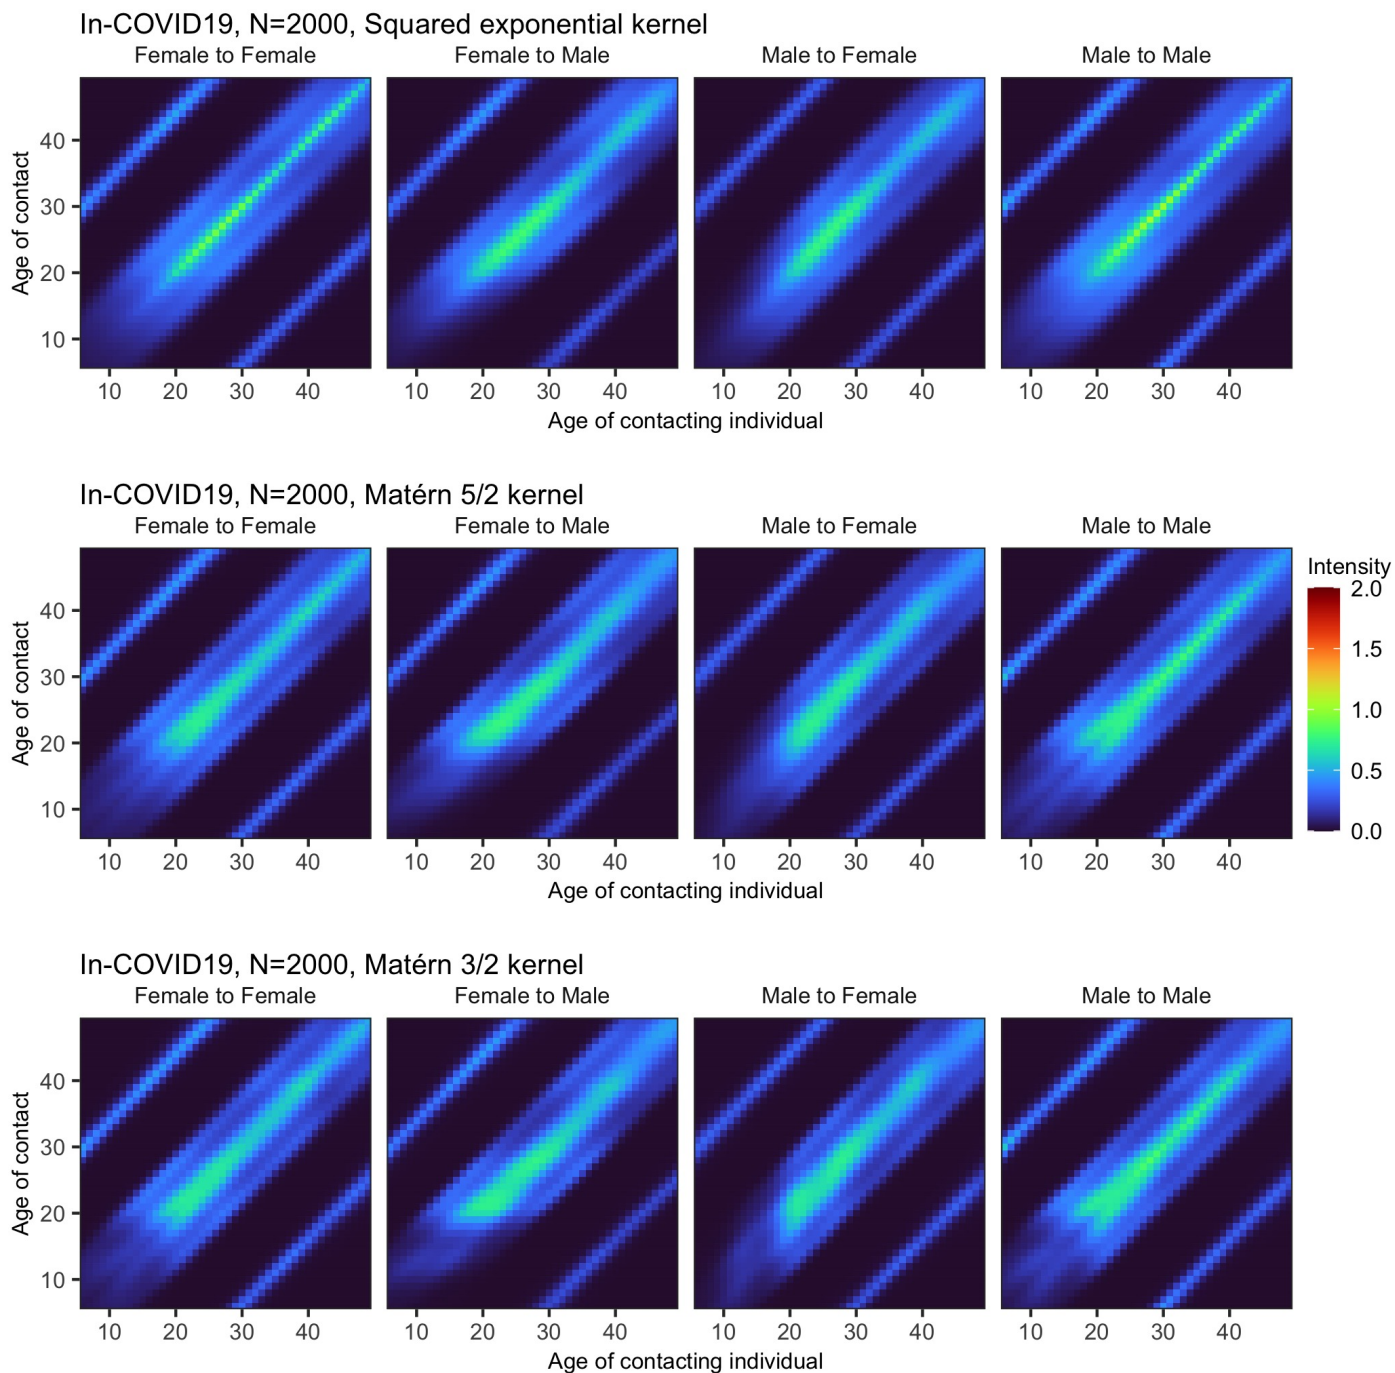 In-COVID19, N=2000, Squared exponential kernel
Female to Female Female to Male Male to Female Male to Male
Age of contact
40
30
20
10
10 20 30 40 10 20 30 40 10 20 30 40 10 20 30 40
Age of contacting individual
In-COVID19, N=2000, Matérn 5/2 kernel
Female to Female Female to Male Male to Female Male to Male
Age of contact
40
30
20
10
10 20 30 40 10 20 30 40 10 20 30 40 10 20 30 40
Age of contacting individual
Intensity
2.0
1.5
1.0
0.5
0.0
In-COVID19, N=2000, Matérn 3/2 kernel
Female to Female Female to Male Male to Female Male to Male
Age of contact
40
30
20
10
10 20 30 40 10 20 30 40 10 20 30 40 10 20 30 40
Age of contacting individual